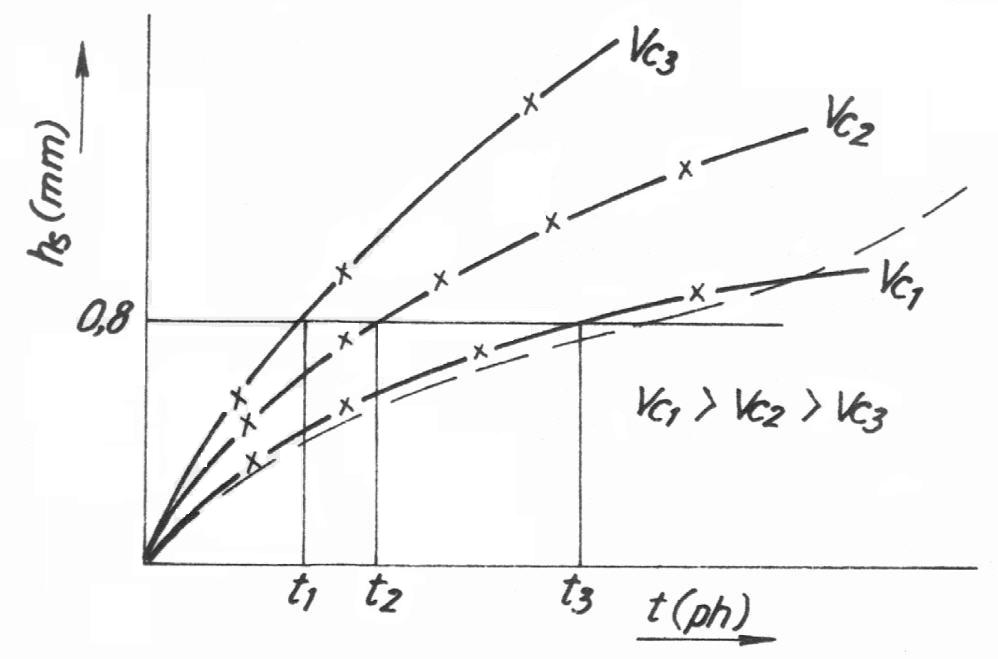 Vc3
Vc2
hs (mm)
0,8
Vc1
Vc1 > Vc2 > Vc3
t1
t2
t3
t (ph)